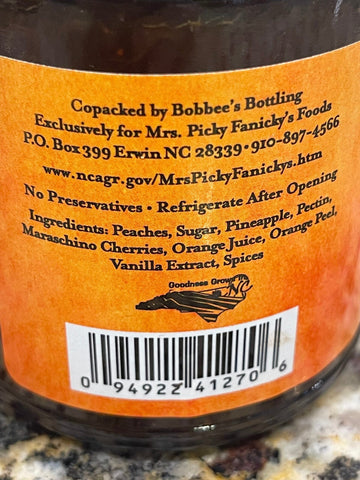 Copacked by Bobbee's Bottling
Exclusively for Mrs. Picky Fanicky's Foods
P.O. Box 399 Erwin NC 28339 • 910-897-4566
www.ncagr.gov/MrsPickyFanickys.htm
No Preservatives • Refrigerate After Opening
Ingredients: Peaches, Sugar, Pineapple, Pectin,
Maraschino Cherries, Orange Juice, Orange Peel,
Vanilla Extract, Spices
Goodness Grows in
NC
0 94922 41270 6